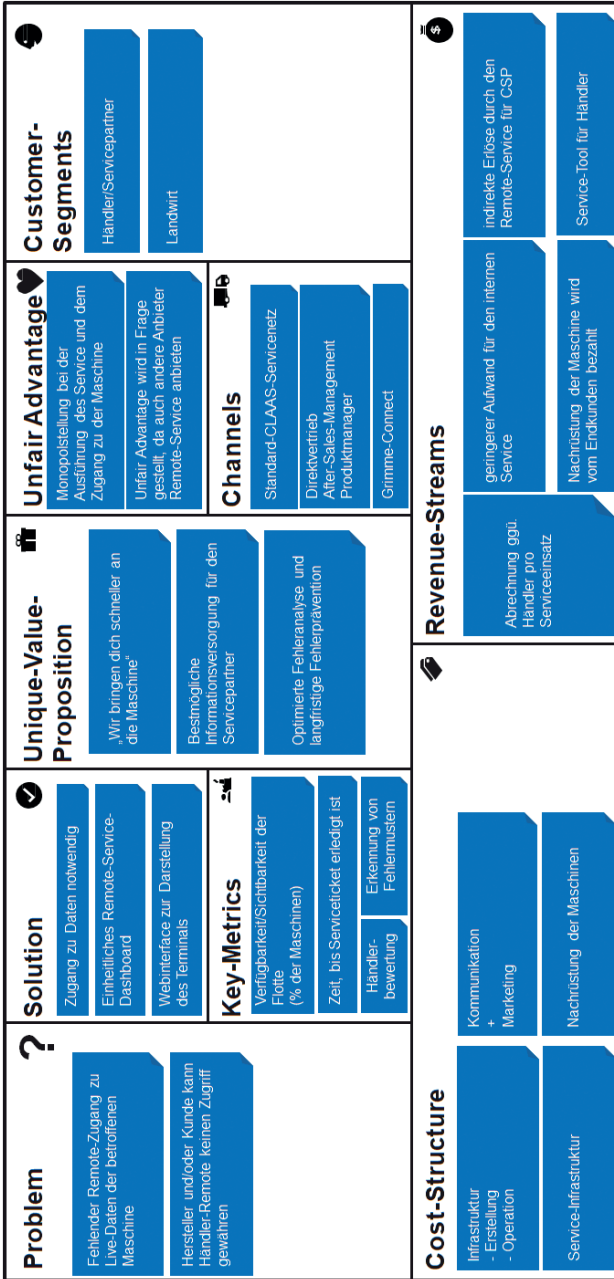 Problem
?
Fehlender Remote-Zugang zu
Live-Daten der betroffenen
Maschine
Hersteller und/oder Kunde kann
Händler-Remote keinen Zugriff
gewähren
Solution
Zugang zu Daten notwendig
Einheitliches Remote-Service-
Dashboard
Webinterface zur Darstellung
des Terminals
Key-Metrics
Verfügbarkeit/Sichtbarkeit der
Flotte
(% der Maschinen)
Zeit, bis Serviceticket erledigt ist
Händler-
bewertung
Erkennung von
Fehlermustern
Unique-Value-
Proposition
„Wir bringen dich schneller an
die Maschine“
Bestmögliche
Informationsversorgung für den
Servicepartner
Optimierte Fehleranalyse und
langfristige Fehlerprävention
Unfair Advantage
Monopolstellung bei der
Ausführung des Service und dem
Zugang zu der Maschine
Unfair Advantage wird in Frage
gestellt, da auch andere Anbieter
Remote-Service anbieten
Channels
Standard-CLAAS-Servicenetz
Direktvertrieb
After-Sales-Management
Produktmanager
Grimme-Connect
Customer-
Segments
Händler/Servicepartner
Landwirt
Cost-Structure
Infrastruktur
- Erstellung
- Operation
Kommunikation
+
Marketing
Service-Infrastruktur
Nachrüstung der Maschinen
Revenue-Streams
$
Abrechnung ggü.
Händler pro
Serviceeinsatz
geringerer Aufwand für den internen
Service
indirekte Erlöse durch den
Remote-Service für CSP
Nachrüstung der Maschine wird
vom Endkunden bezahlt
Service-Tool für Händler